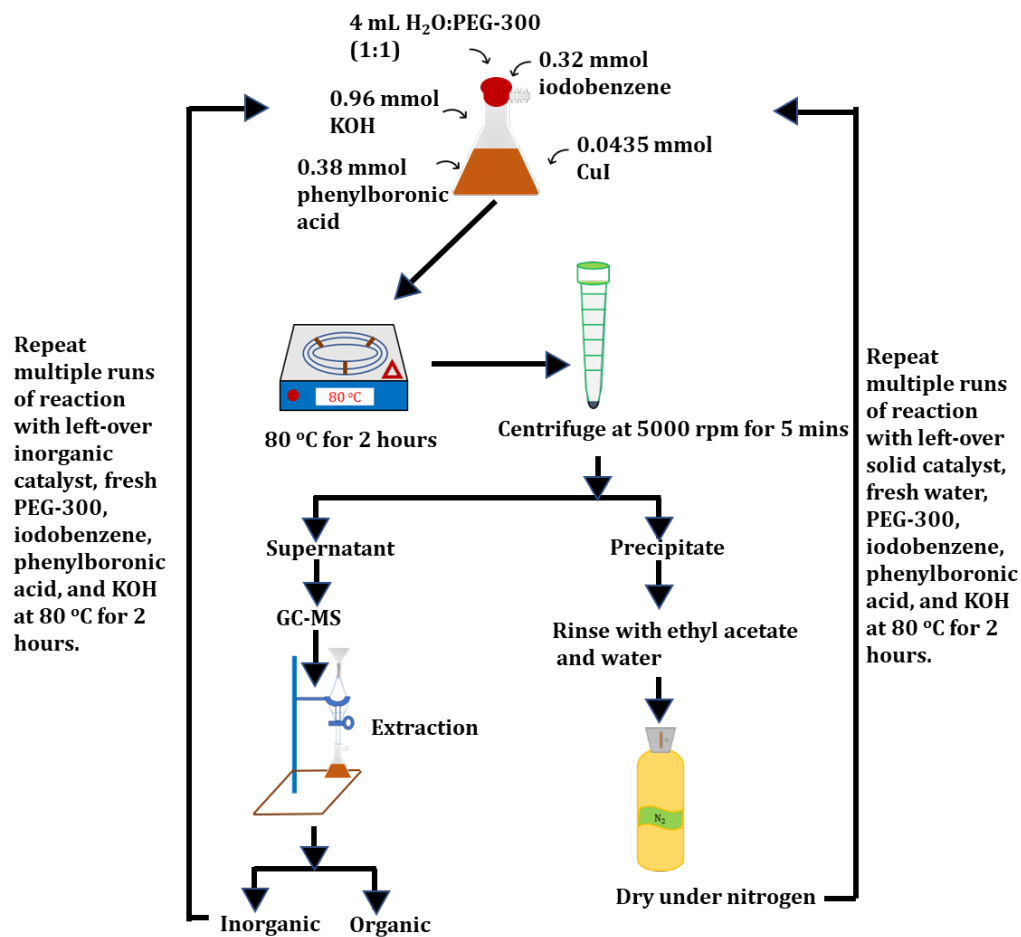 4 mL H₂O:PEG-300
(1:1)
0.32 mmol
iodobenzene
0.96 mmol
KOH
0.0435 mmol
CuI
0.38 mmol
phenylboronic
acid
80 ºC
80 ºC for 2 hours
Centrifuge at 5000 rpm for 5 mins
Repeat
multiple runs
of reaction
with left-over
inorganic
catalyst, fresh
PEG-300,
iodobenzene,
phenylboronic
acid, and KOH
at 80 ºC for 2
hours.
Repeat
multiple runs
of reaction
with left-over
solid catalyst,
fresh water,
PEG-300,
iodobenzene,
phenylboronic
acid, and KOH
at 80 ºC for 2
hours.
Supernatant
Precipitate
GC-MS
Rinse with ethyl acetate
and water
Extraction
N₂
Dry under nitrogen
Inorganic
Organic